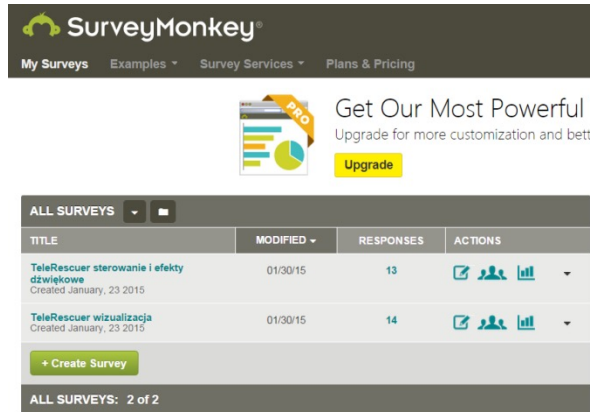 SurveyMonkey®
My Surveys Examples Survey Services Plans & Pricing
PRO
Get Our Most Powerful
Upgrade for more customization and bett
Upgrade
ALL SURVEYS
TITLE MODIFIED RESPONSES ACTIONS
TeleRescuer sterowanie i efekty
dźwiękowe
Created January, 23 2015
01/30/15 13
TeleRescuer wizualizacja
Created January, 23 2015
01/30/15 14
+ Create Survey
ALL SURVEYS: 2 of 2